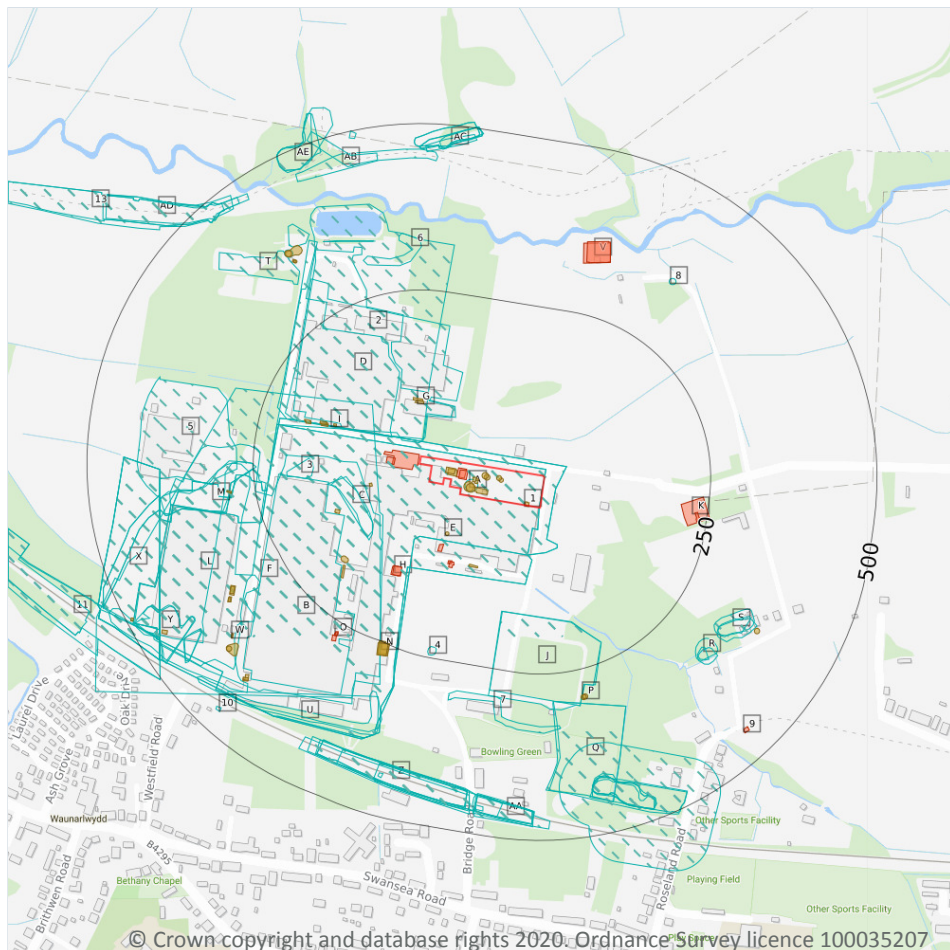 AE
AB
AC
13
AD
T
6
V
8
2
D
G
I
5
3
M
C
A
1
E
K
250
500
X
L
F
H
B
11
Y
W
O
N
4
J
S
R
P
10
U
7
9
Z
Q
AA
Laurel Drive
Oak Drive
Ash Grove
Westfield Road
Waunarlwydd
Brithwen Road
B4295
Bethany Chapel
Swansea Road
Bridge Road
Bowling Green
Roseland Road
Other Sports Facility
Playing Field
Other Sports Facility
© Crown copyright and database rights 2020. Ordnance Survey licence 100035207